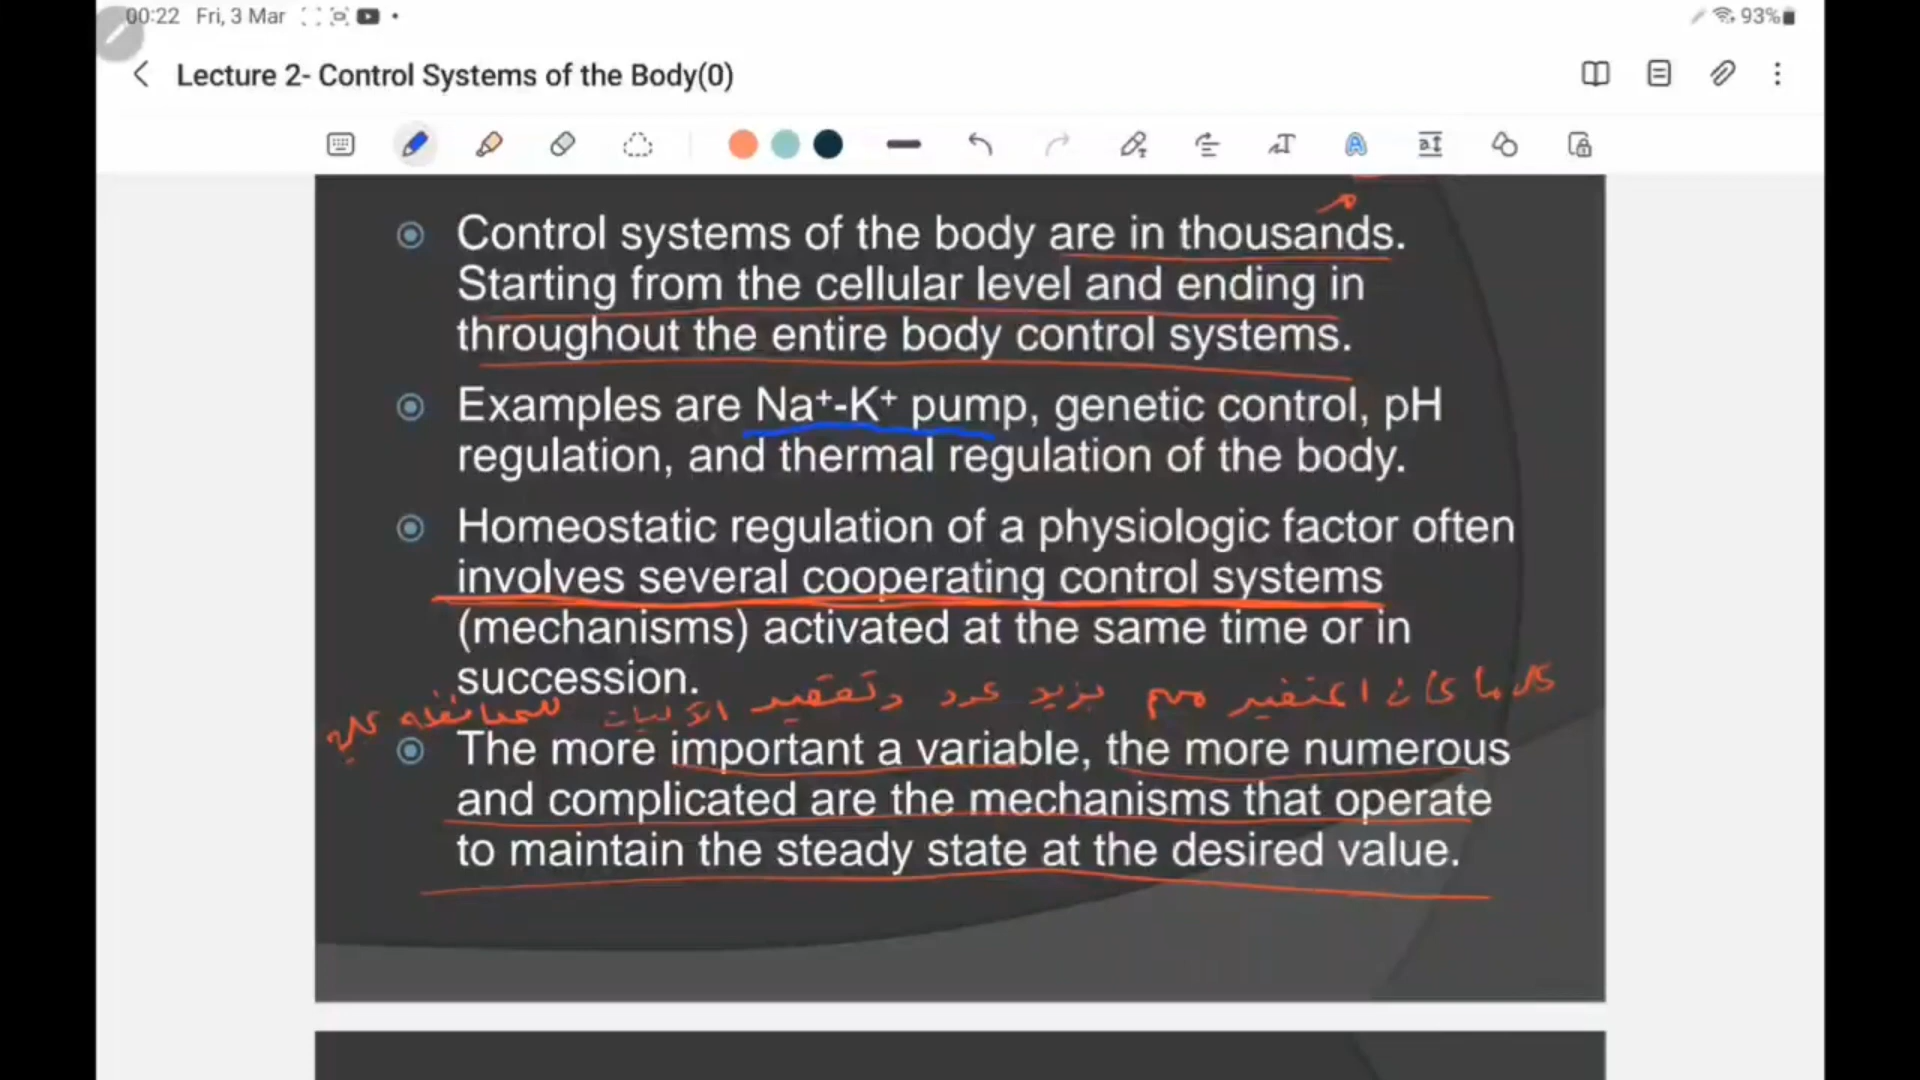 00:22 Fri, 3 Mar
93%
Lecture 2- Control Systems of the Body(0)
Control systems of the body are in thousands.
Starting from the cellular level and ending in
throughout the entire body control systems.
Examples are Na⁺-K⁺ pump, genetic control, pH
regulation, and thermal regulation of the body.
Homeostatic regulation of a physiologic factor often
involves several cooperating control systems
(mechanisms) activated at the same time or in
succession.
كل ما كان المتغير مهم يزيد عدد وتعقيد الآليات للمحافظة عليه
The more important a variable, the more numerous
and complicated are the mechanisms that operate
to maintain the steady state at the desired value.